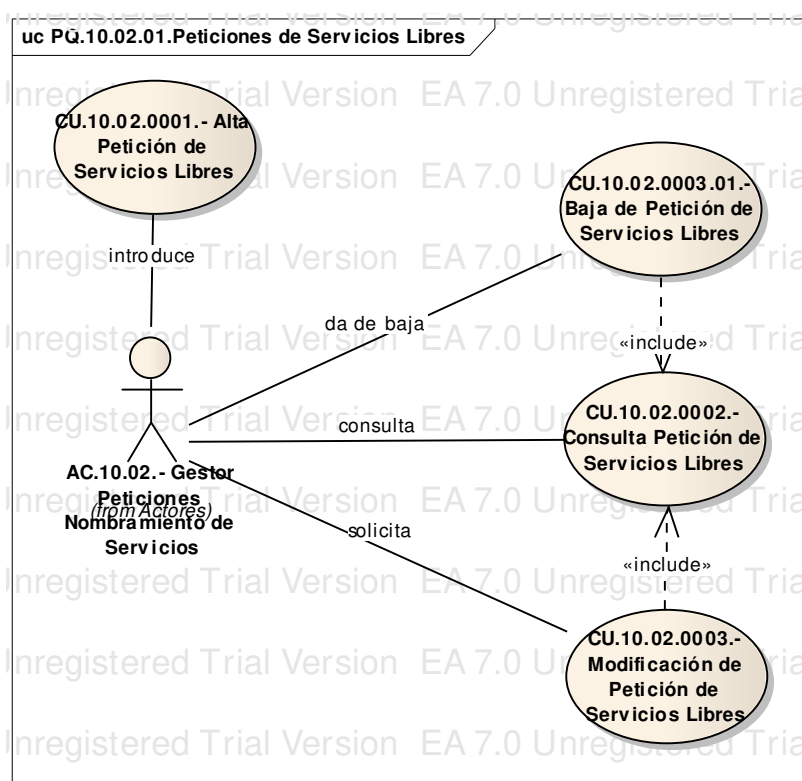 uc PQ.10.02.01.Peticiones de Servicios Libres
EA 7.0 Unregistered Trial Version
CU.10.02.0001.- Alta
Petición de
Servicios Libres
CU.10.02.0003.01.-
Baja de Petición de
Servicios Libres
introduce
da de baja
«include»
consulta
CU.10.02.0002.-
Consulta Petición de
Servicios Libres
AC.10.02.- Gestor
Peticiones
(from Actores)
Nombramiento de
Servicios
solicita
«include»
CU.10.02.0003.-
Modificación de
Petición de
Servicios Libres